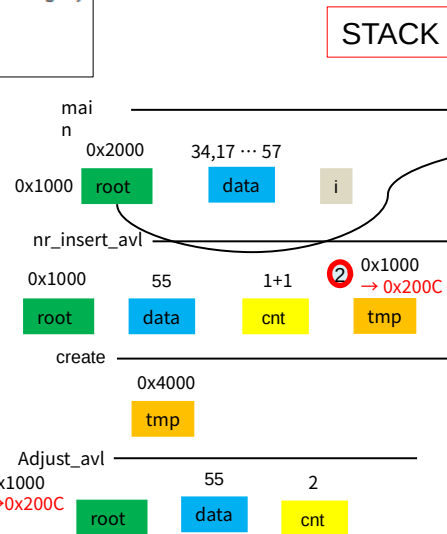 STACK
mai
n
0x2000
34,17 … 57
0x1000
root
data
i
nr_insert_avl
0x1000
55
1+1
2
0x1000
→ 0x200C
root
data
cnt
tmp
create
0x4000
tmp
Adjust_avl
x1000
→0x200C
55
2
root
data
cnt